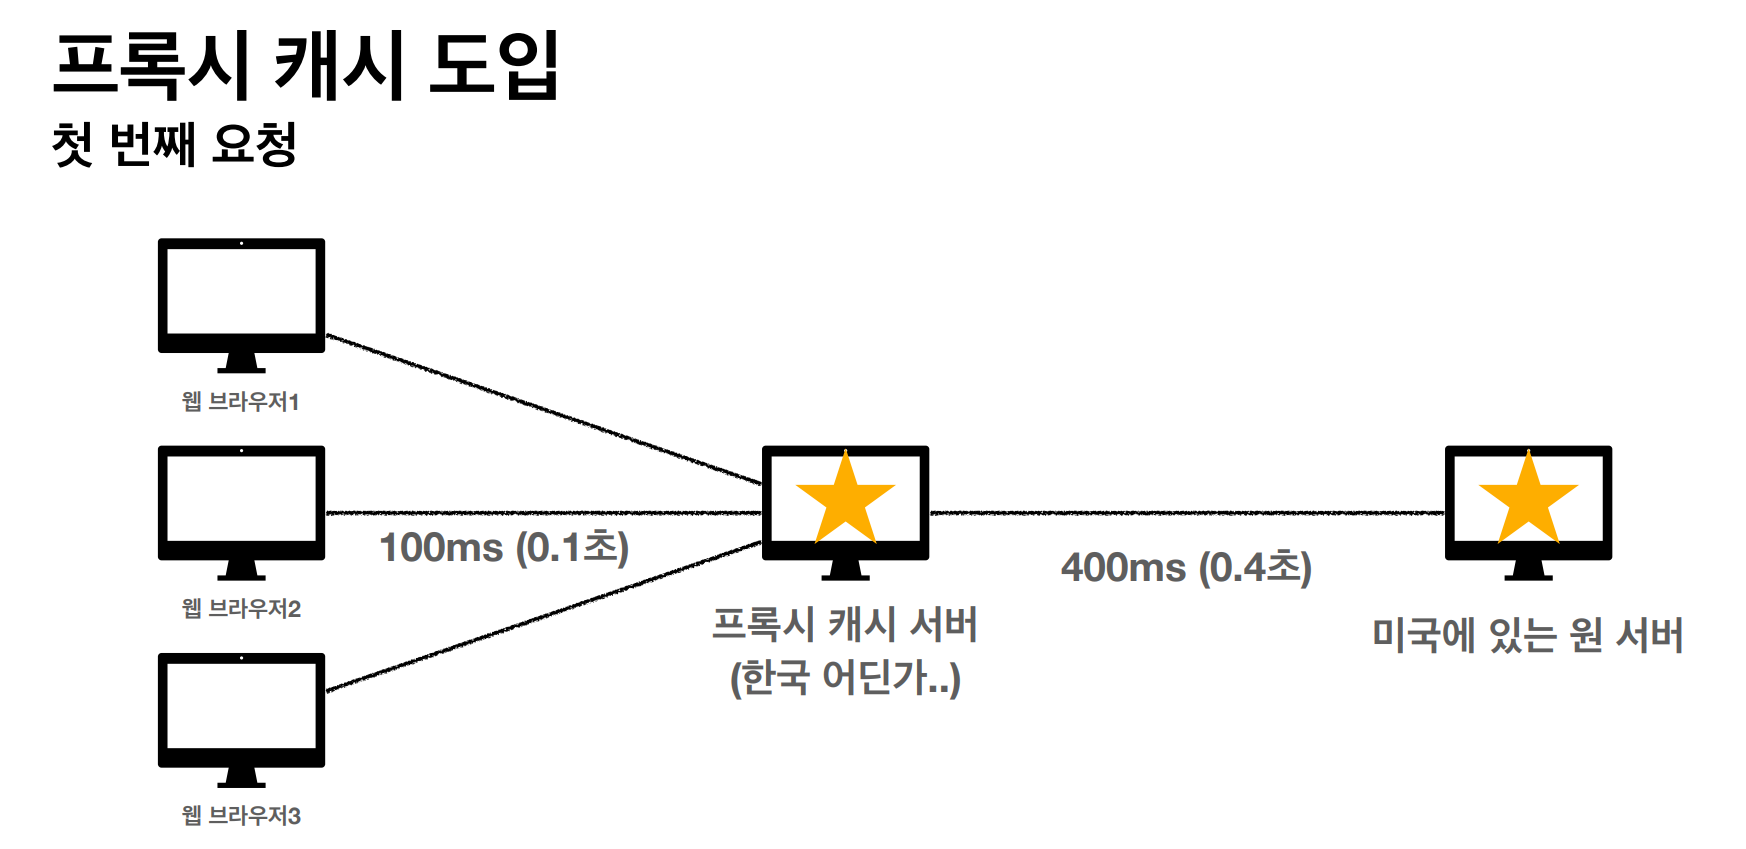 프록시 캐시 도입
첫 번째 요청
웹 브라우저1
웹 브라우저2
웹 브라우저3
100ms (0.1초)
프록시 캐시 서버
(한국 어딘가..)
400ms (0.4초)
미국에 있는 원 서버